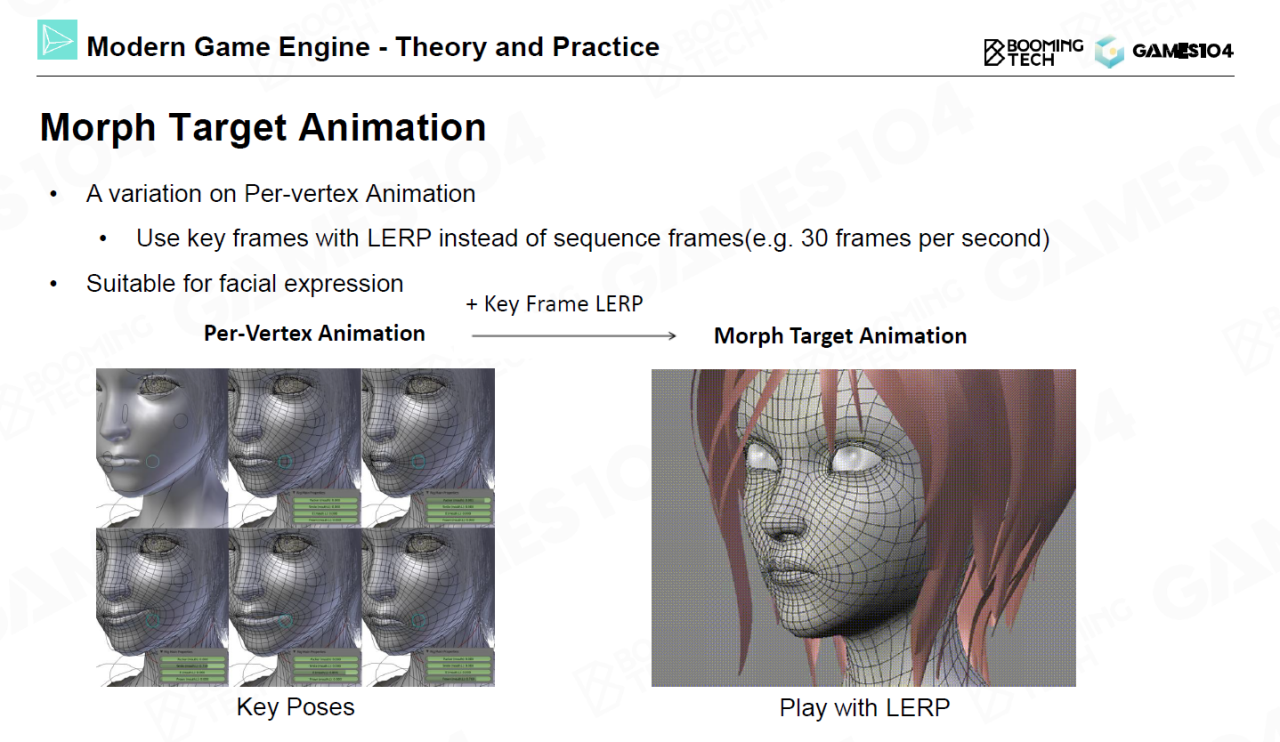 Modern Game Engine - Theory and Practice
BOOMING
TECH
GAMES104
Morph Target Animation
• A variation on Per-vertex Animation
• Use key frames with LERP instead of sequence frames(e.g. 30 frames per second)
• Suitable for facial expression
+ Key Frame LERP
Per-Vertex Animation
Morph Target Animation
Key Poses
Play with LERP